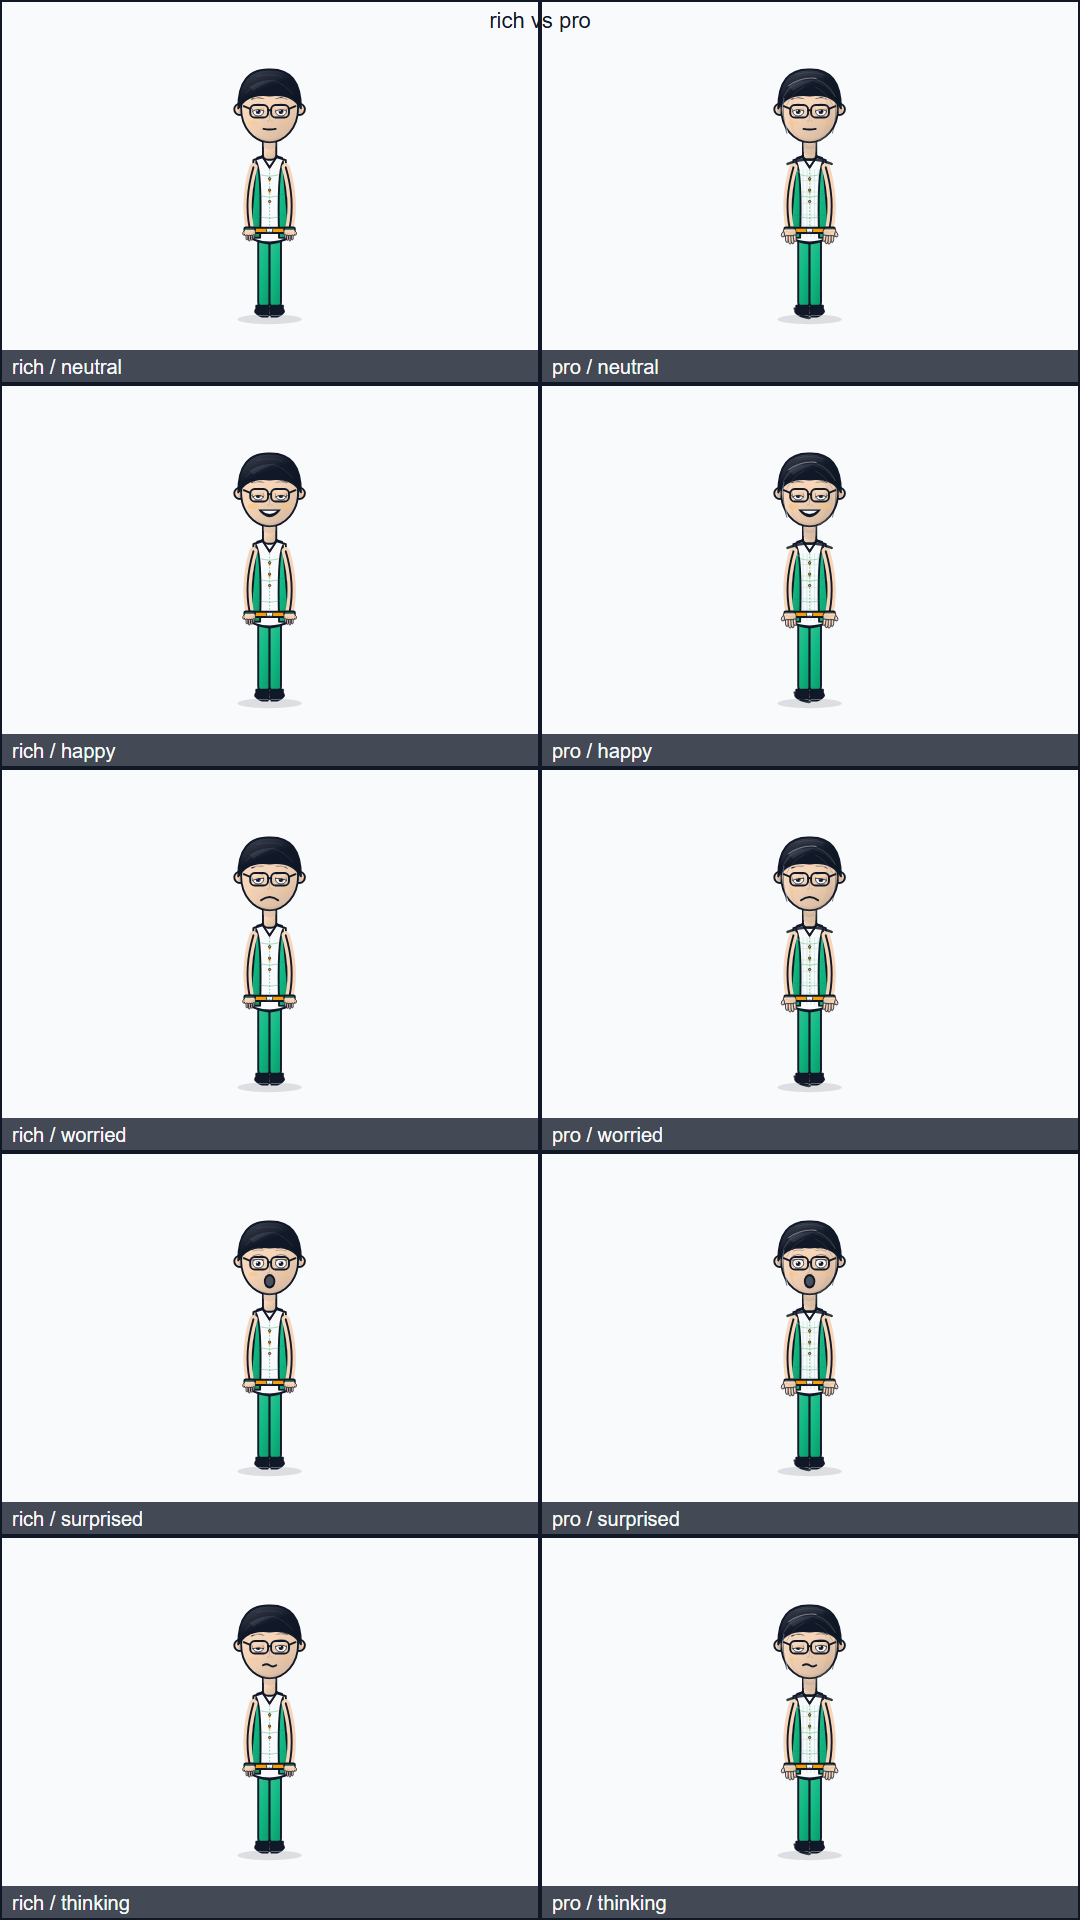 rich vs pro
rich / neutral
pro / neutral
rich / happy
pro / happy
rich / worried
pro / worried
rich / surprised
pro / surprised
rich / thinking
pro / thinking